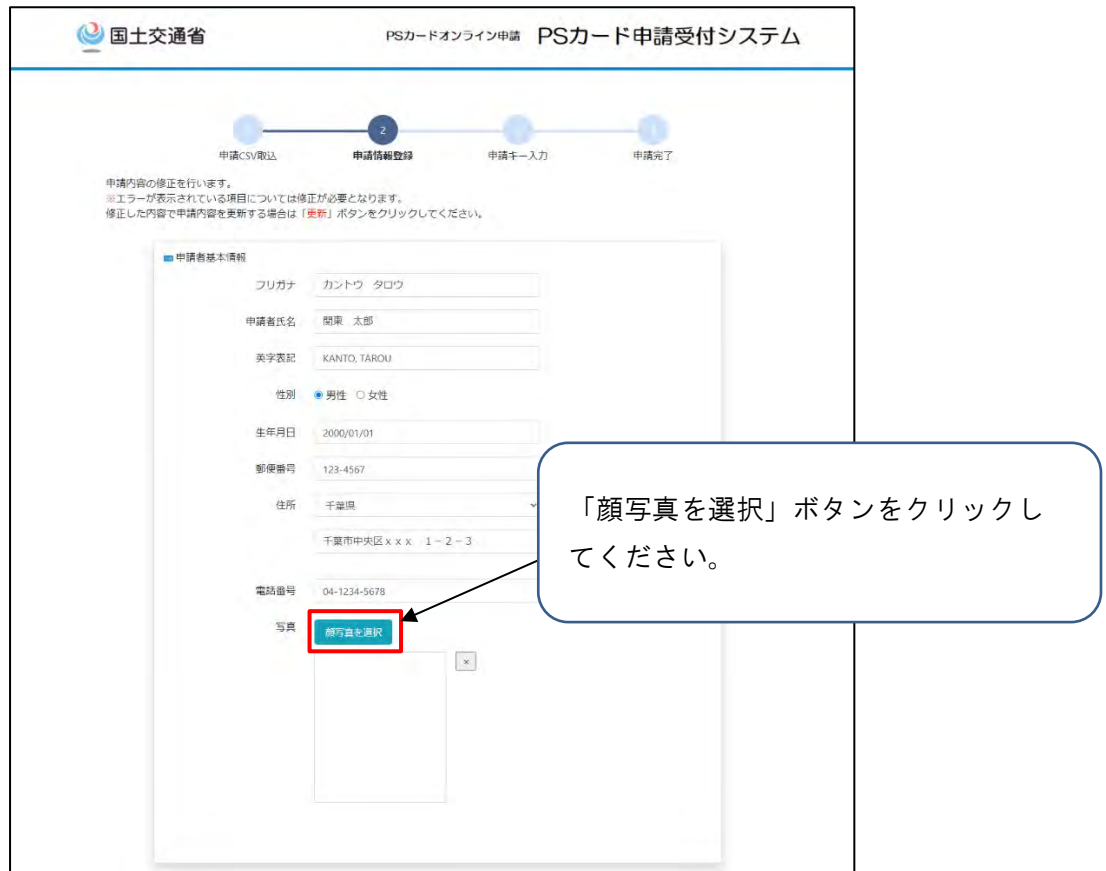 国土交通省
PSカードオンライン申請 PSカード申請受付システム
2
申請CSV取込 申請情報登録 申請キー入力 申請完了
申請内容の修正を行います。
※エラーが表示されている項目については修正が必要となります。
修正した内容で申請内容を更新する場合は「更新」ボタンをクリックしてください。
申請者基本情報
フリガナ カントウ タロウ
申請者氏名 関東 太郎
英字表記 KANTO, TAROU
性別 男性 女性
生年月日 2000/01/01
郵便番号 123-4567
住所 千葉県
千葉市中央区xxx 1-2-3
電話番号 04-1234-5678
写真 顔写真を選択
×
「顔写真を選択」ボタンをクリックし
てください。